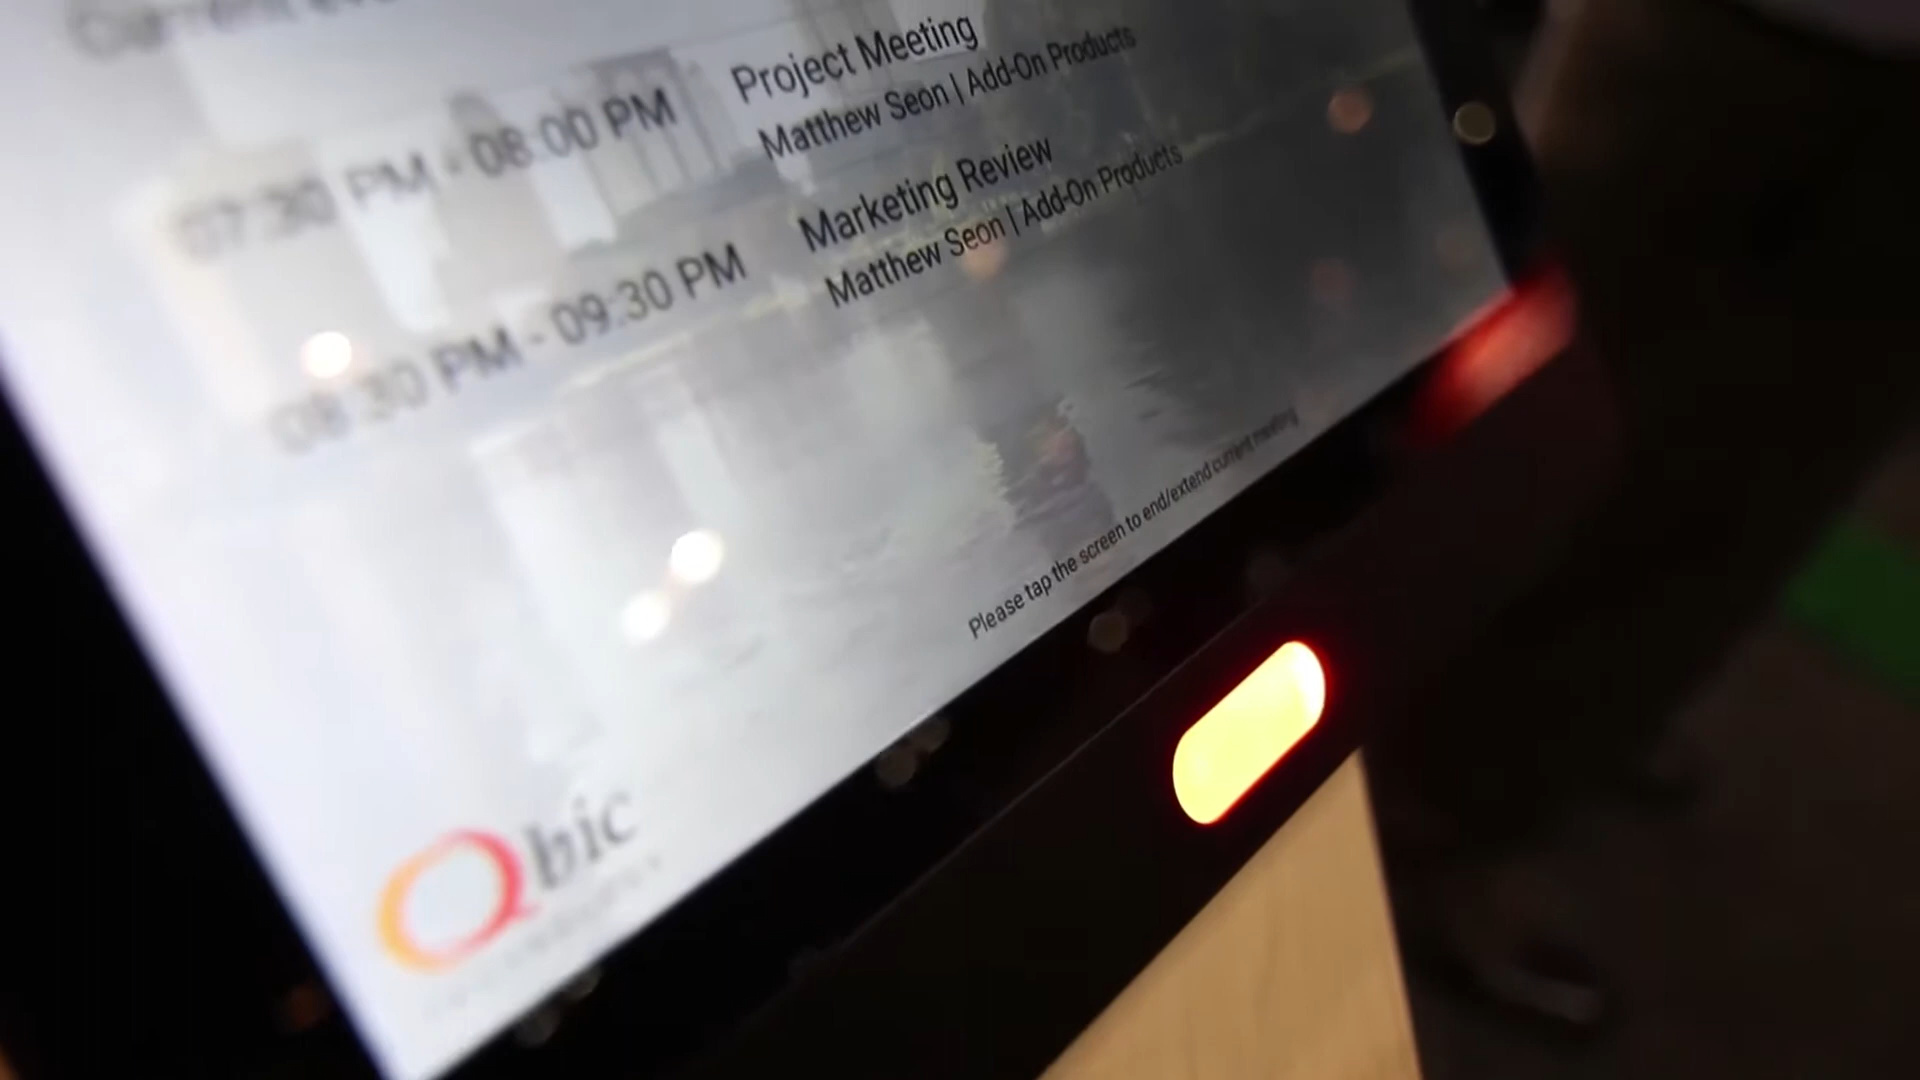 07:30 PM - 08:00 PM Project Meeting
Matthew Seon | Add-On Products
08:30 PM - 09:30 PM Marketing Review
Matthew Seon | Add-On Products
Please tap the screen to end/extend current meeting
Qbic